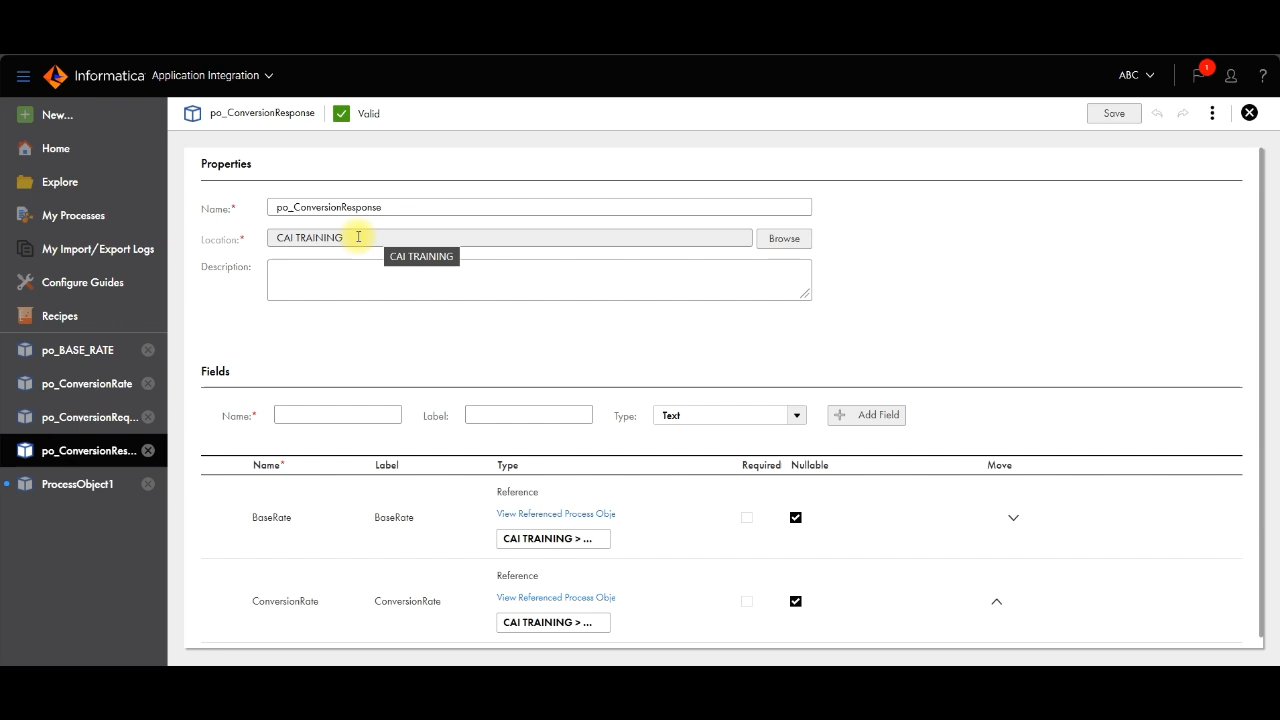 Informatica Application Integration
ABC
1
?
New...
Home
Explore
My Processes
My Import/Export Logs
Configure Guides
Recipes
po_BASE_RATE
po_ConversionRate
po_ConversionReq...
po_ConversionRes...
ProcessObject1
po_ConversionResponse
Valid
Save
Properties
Name:* po_ConversionResponse
Location:* CAI TRAINING Browse
CAI TRAINING
Description:
Fields
Name:* Label: Type: Text Add Field
Name* Label Type Required Nullable Move
Reference
BaseRate BaseRate View Referenced Process Obje
CAI TRAINING > ...
Reference
ConversionRate ConversionRate View Referenced Process Obje
CAI TRAINING > ...